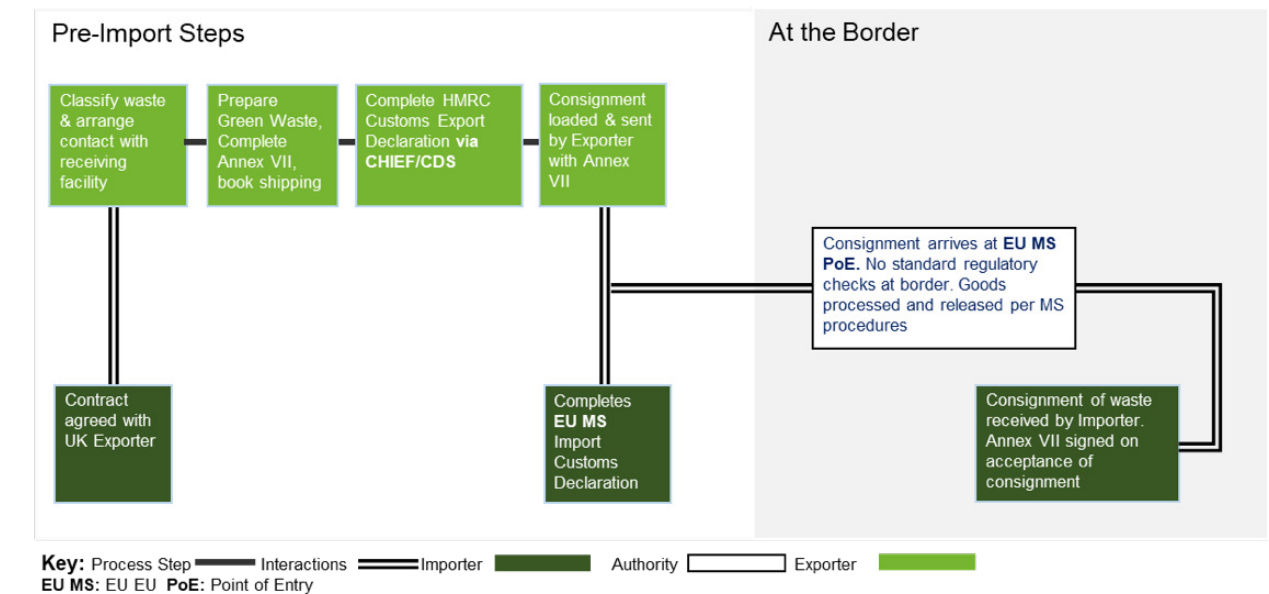 Pre-Import Steps
At the Border
Classify waste
& arrange
contact with
receiving
facility
Prepare
Green Waste,
Complete
Annex VII,
book shipping
Complete HMRC
Customs Export
Declaration via
CHIEF/CDS
Consignment
loaded & sent
by Exporter
with Annex
VII
Consignment arrives at EU MS
PoE. No standard regulatory
checks at border. Goods
processed and released per MS
procedures
Contract
agreed with
UK Exporter
Completes
EU MS
Import
Customs
Declaration
Consignment of waste
received by Importer.
Annex VII signed on
acceptance of
consignment
Key: Process Step Interactions Importer Authority Exporter
EU MS: EU EU PoE: Point of Entry